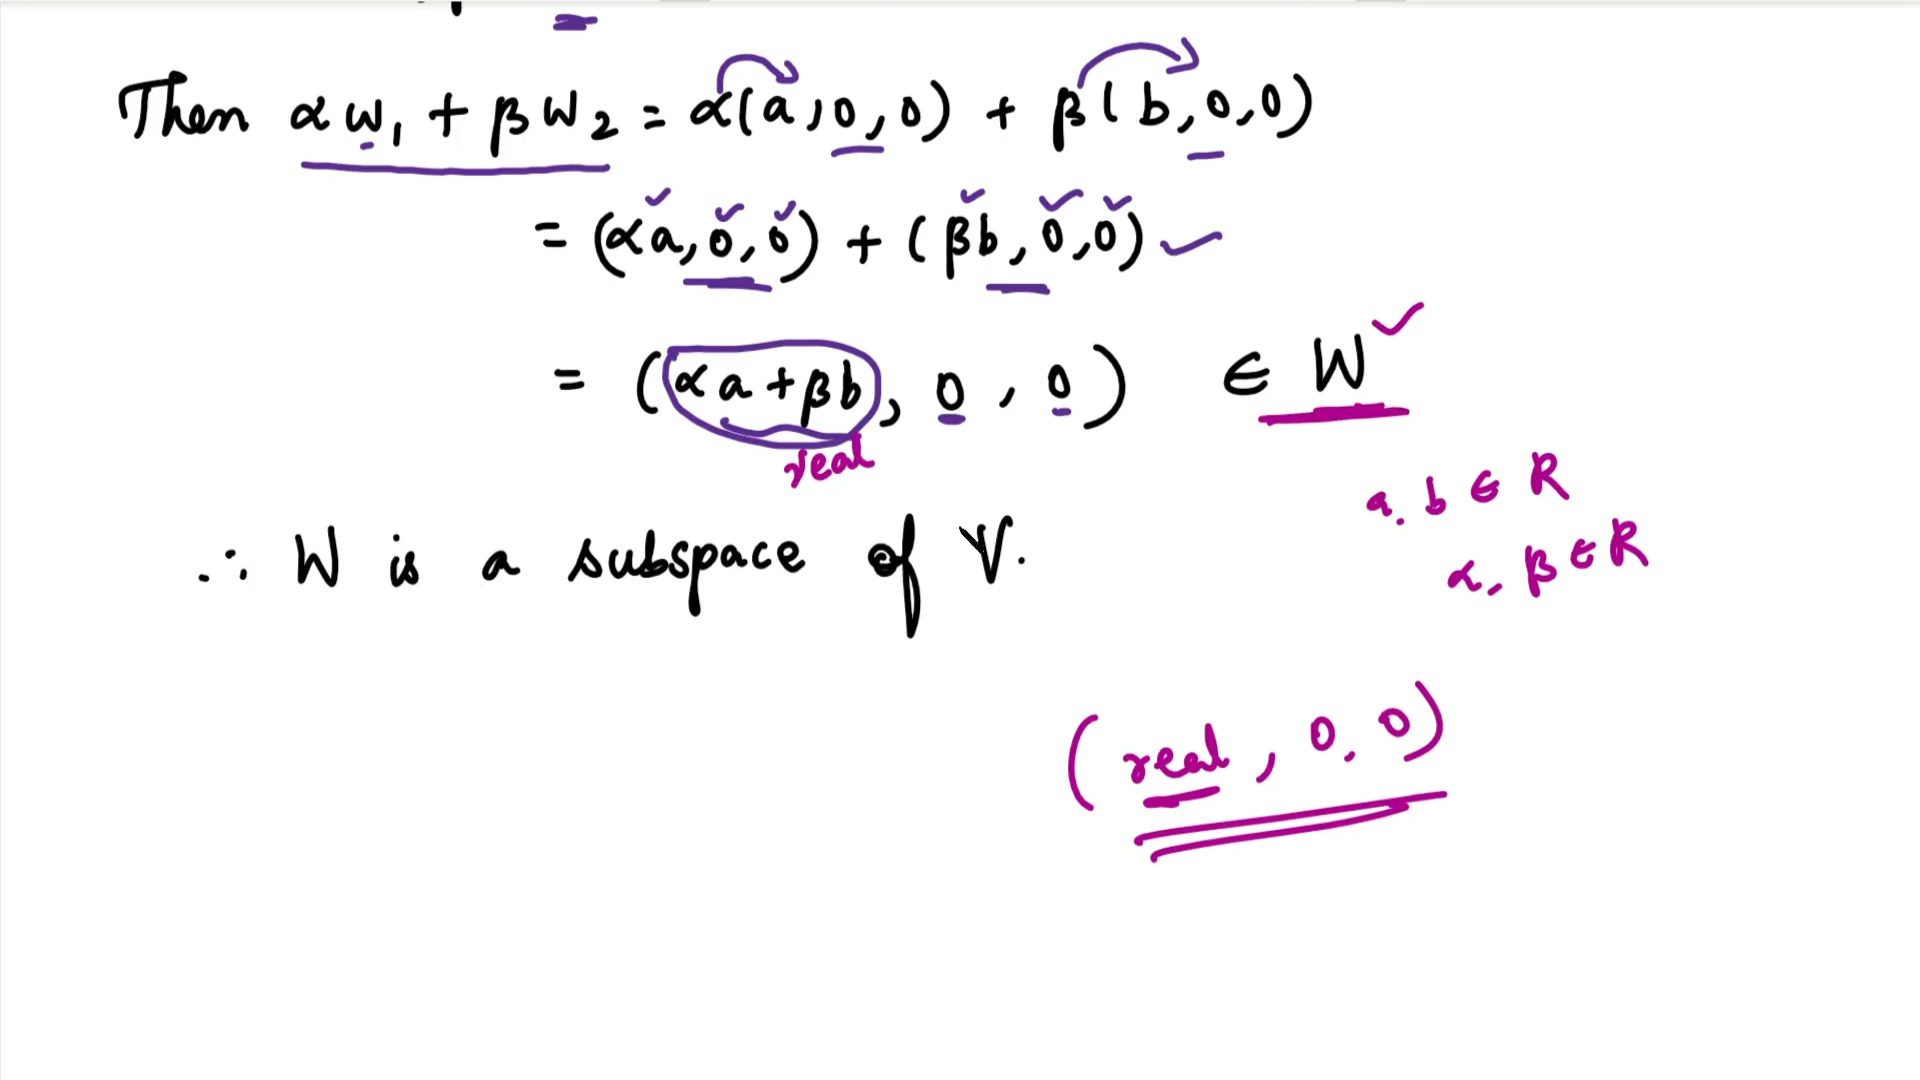 Then αw₁ + βw₂ = α(a, 0, 0) + β(b, 0, 0)
= (αa, 0, 0) + (βb, 0, 0)
= (αa + βb, 0, 0) ∈ W
real
a, b ∈ R
∴ W is a subspace of V.
α, β ∈ R
(real, 0, 0)